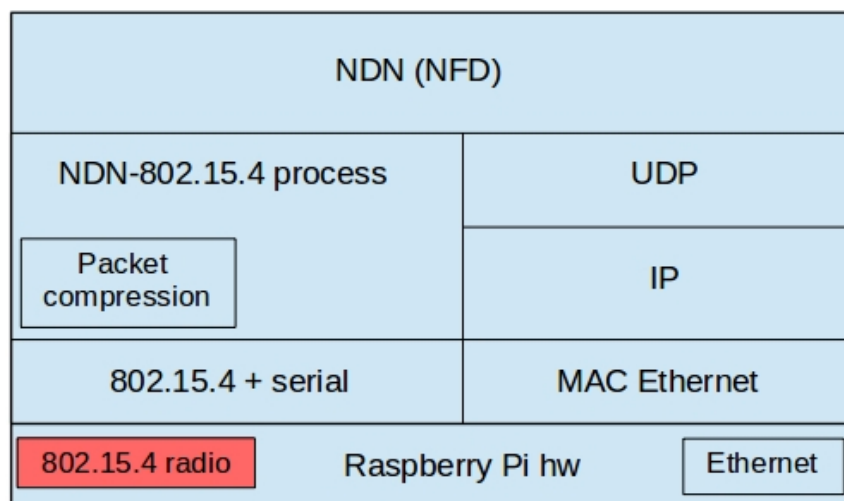 NDN (NFD)
NDN-802.15.4 process
UDP
Packet
compression
IP
802.15.4 + serial
MAC Ethernet
802.15.4 radio
Raspberry Pi hw
Ethernet